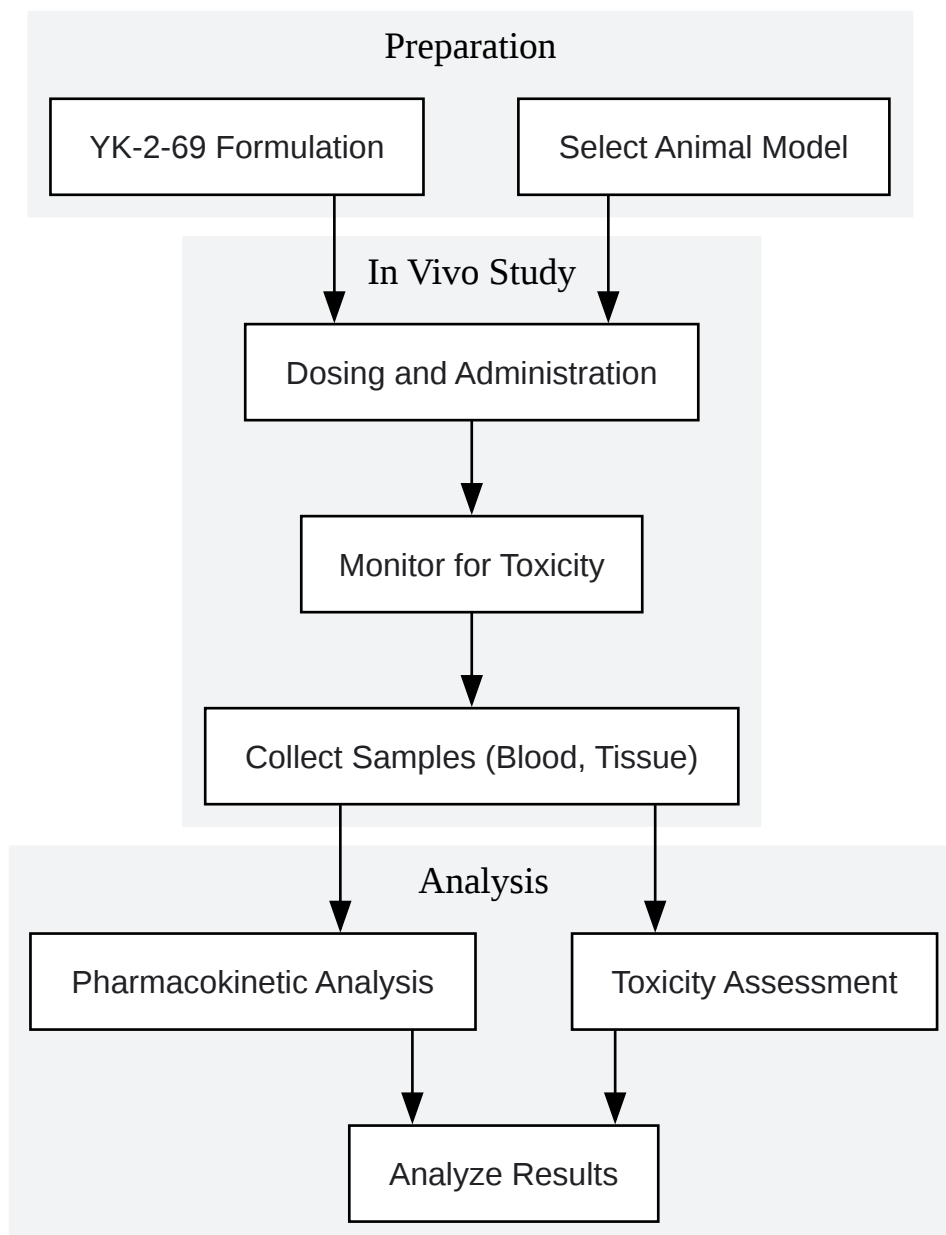 Preparation
YK-2-69 Formulation
Select Animal Model
In Vivo Study
Dosing and Administration
Monitor for Toxicity
Collect Samples (Blood, Tissue)
Analysis
Pharmacokinetic Analysis
Toxicity Assessment
Analyze Results